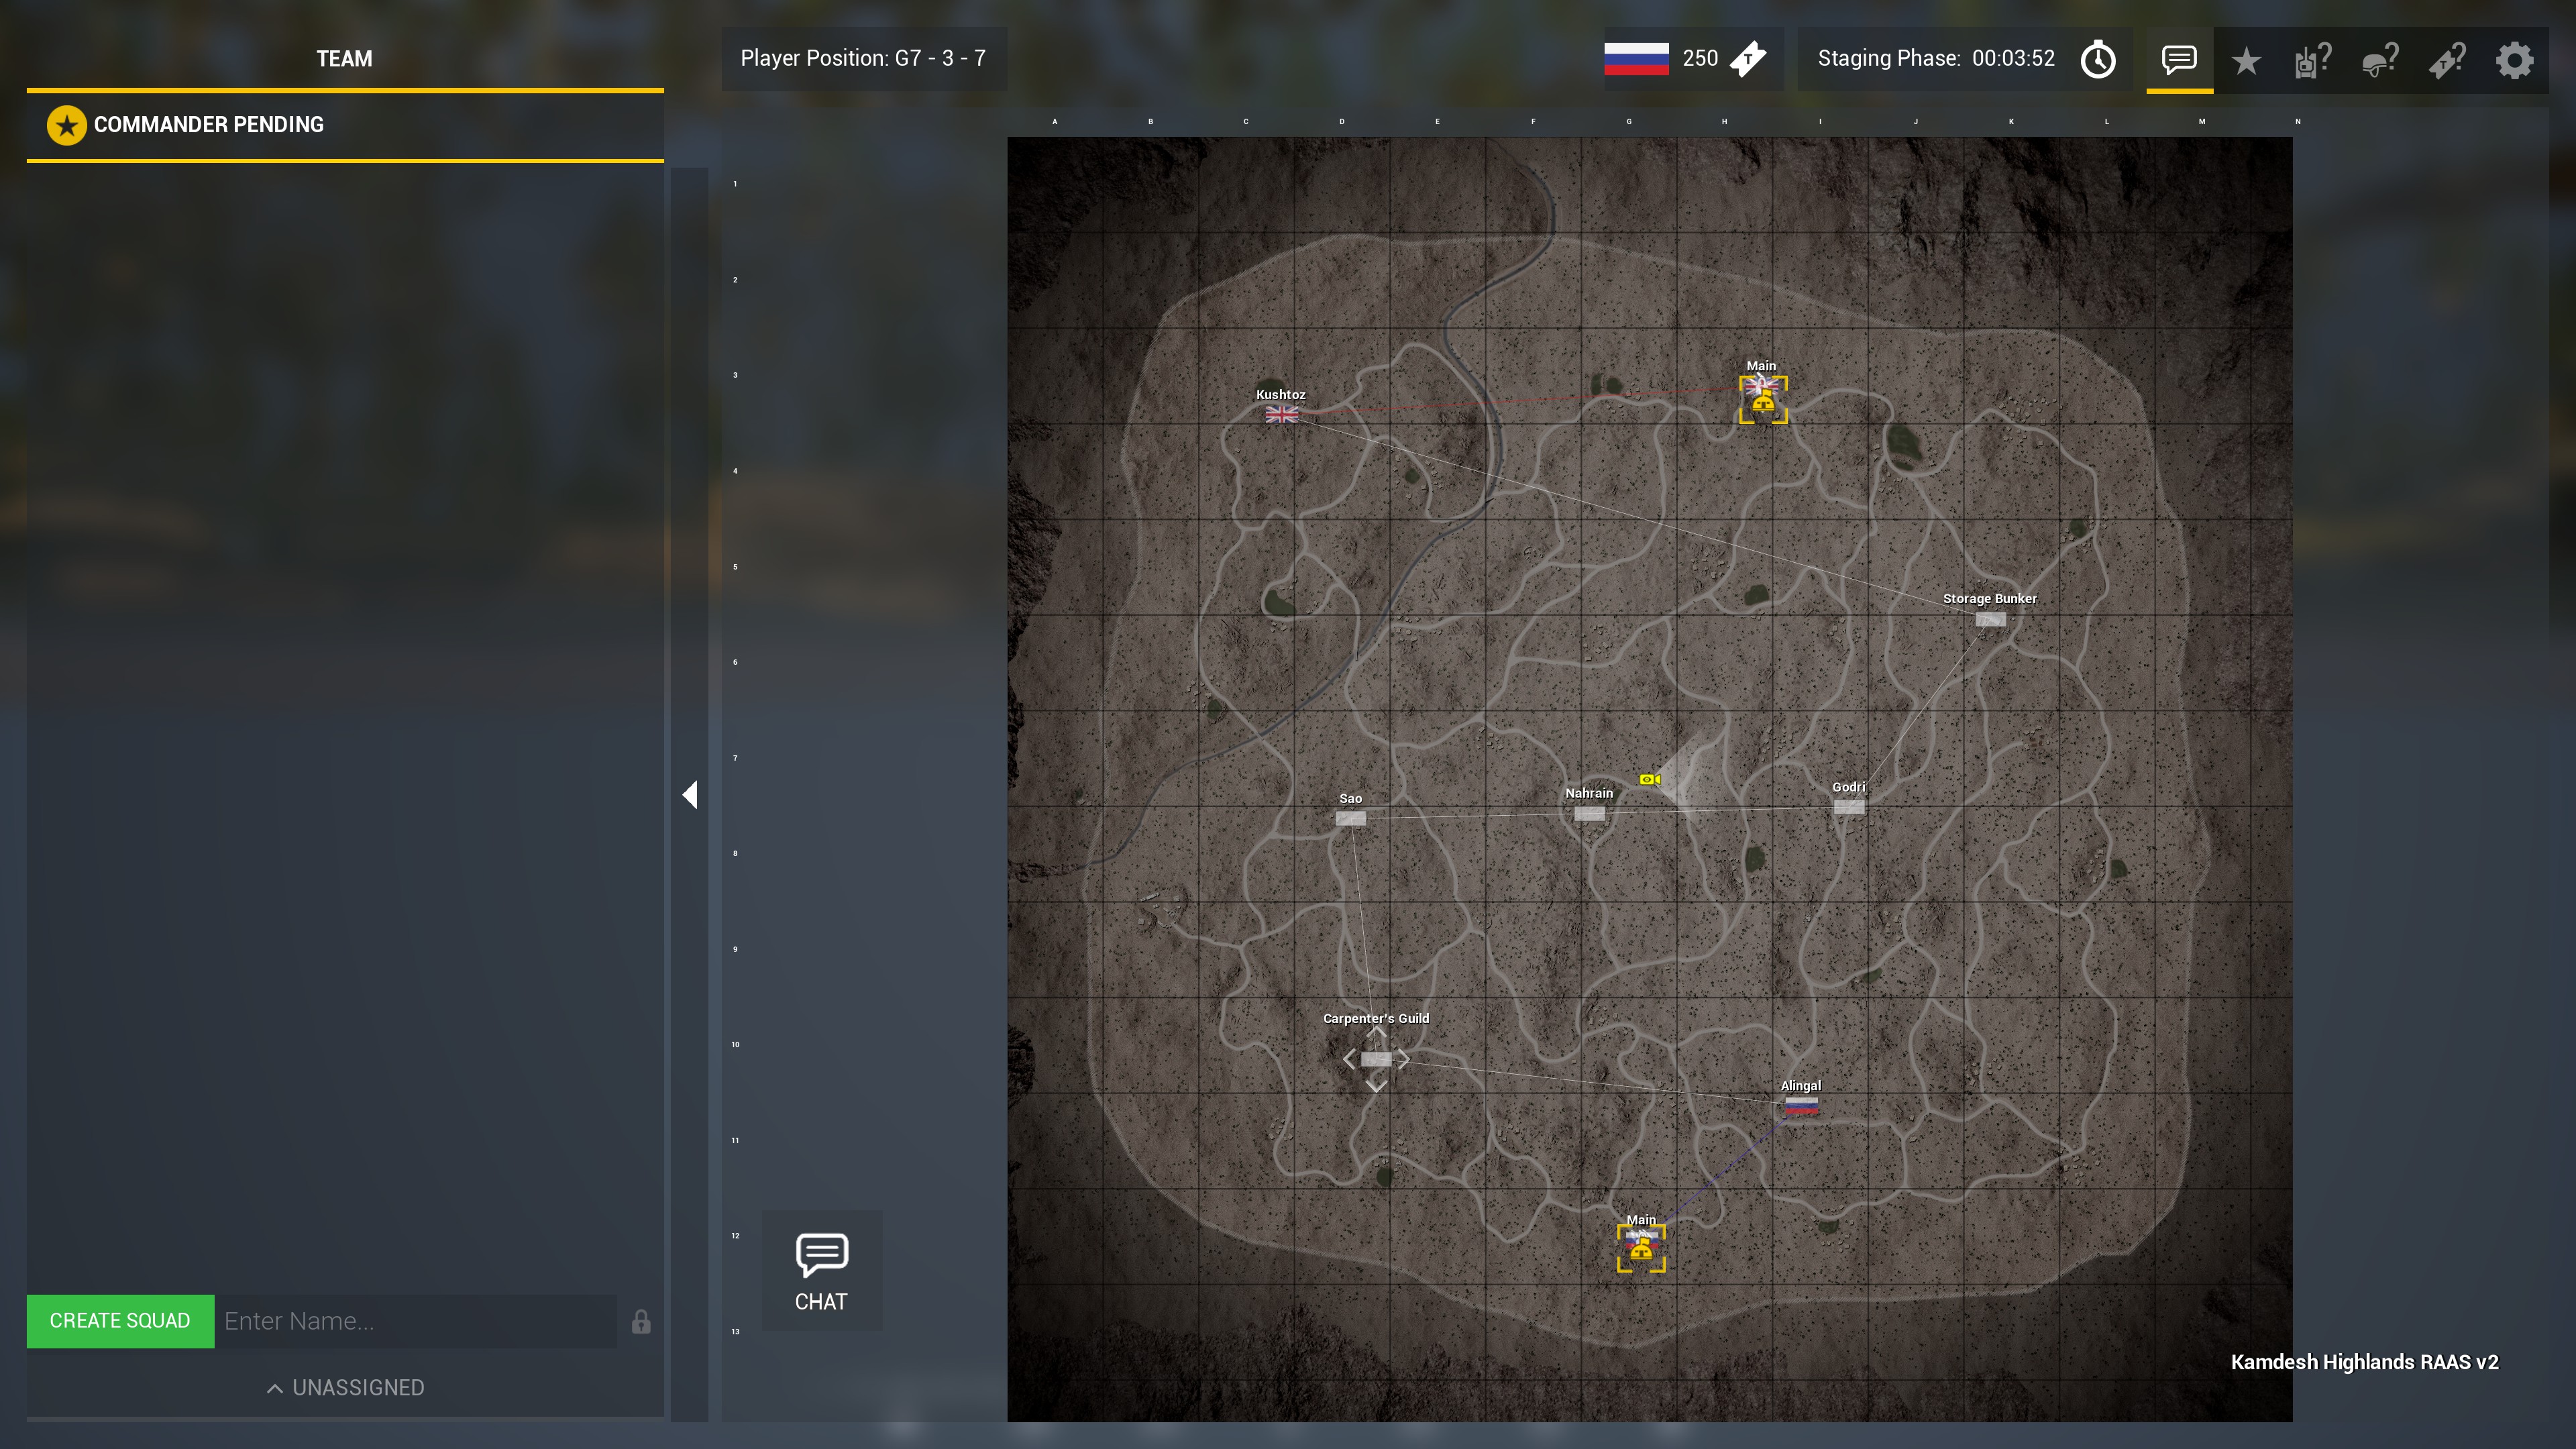 TEAM
Player Position: G7 - 3 - 7
250
T
Staging Phase: 00:03:52
COMMANDER PENDING
A B C D E F G H I J K L M N
1
2
3
4
5
6
7
8
9
10
11
12
13
Main
Kushtoz
Storage Bunker
Godri
Nahrain
Sao
Carpenter's Guild
Alingal
Main
CHAT
CREATE SQUAD
Enter Name...
UNASSIGNED
Kamdesh Highlands RAAS v2